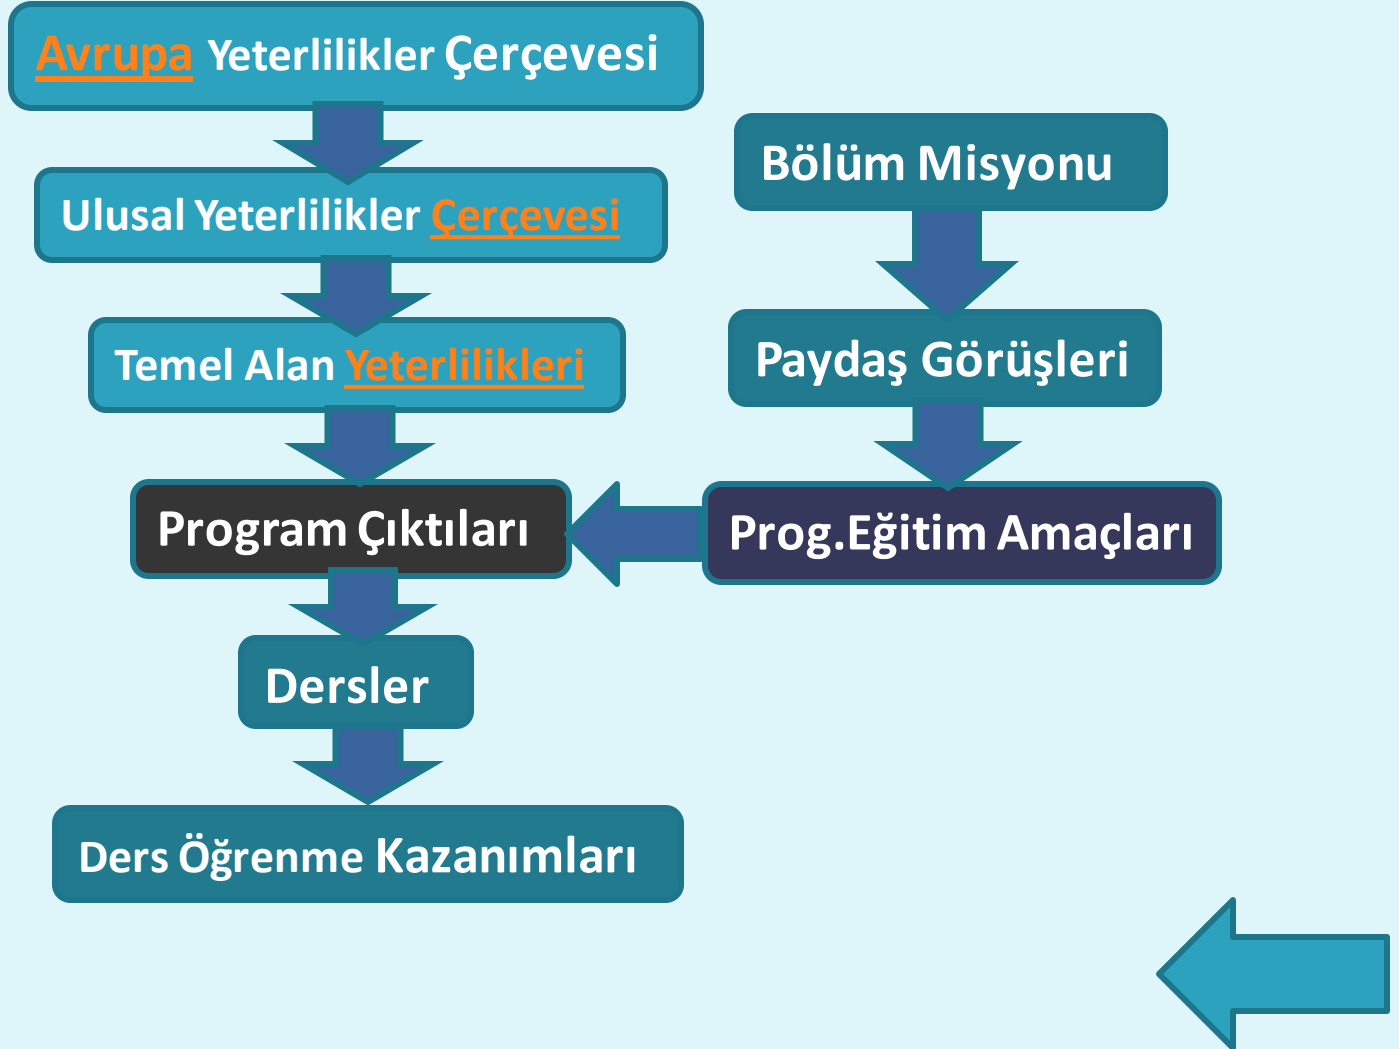 Avrupa Yeterlilikler Çerçevesi
Ulusal Yeterlilikler Çerçevesi
Temel Alan Yeterlilikleri
Program Çıktıları
Dersler
Ders Öğrenme Kazanımları
Bölüm Misyonu
Paydaş Görüşleri
Prog.Eğitim Amaçları